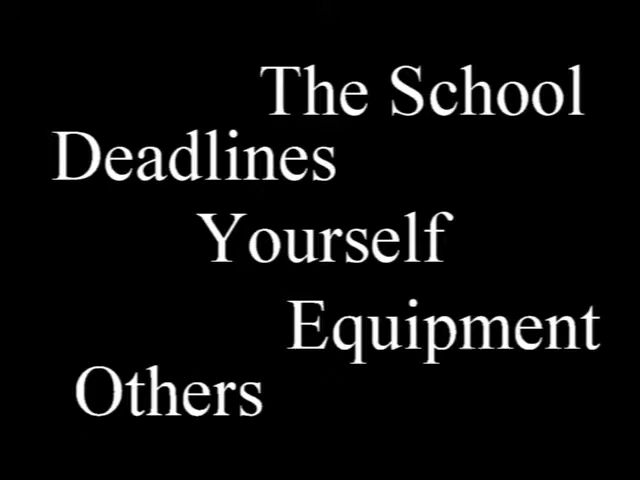 The School
Deadlines
Yourself
Equipment
Others